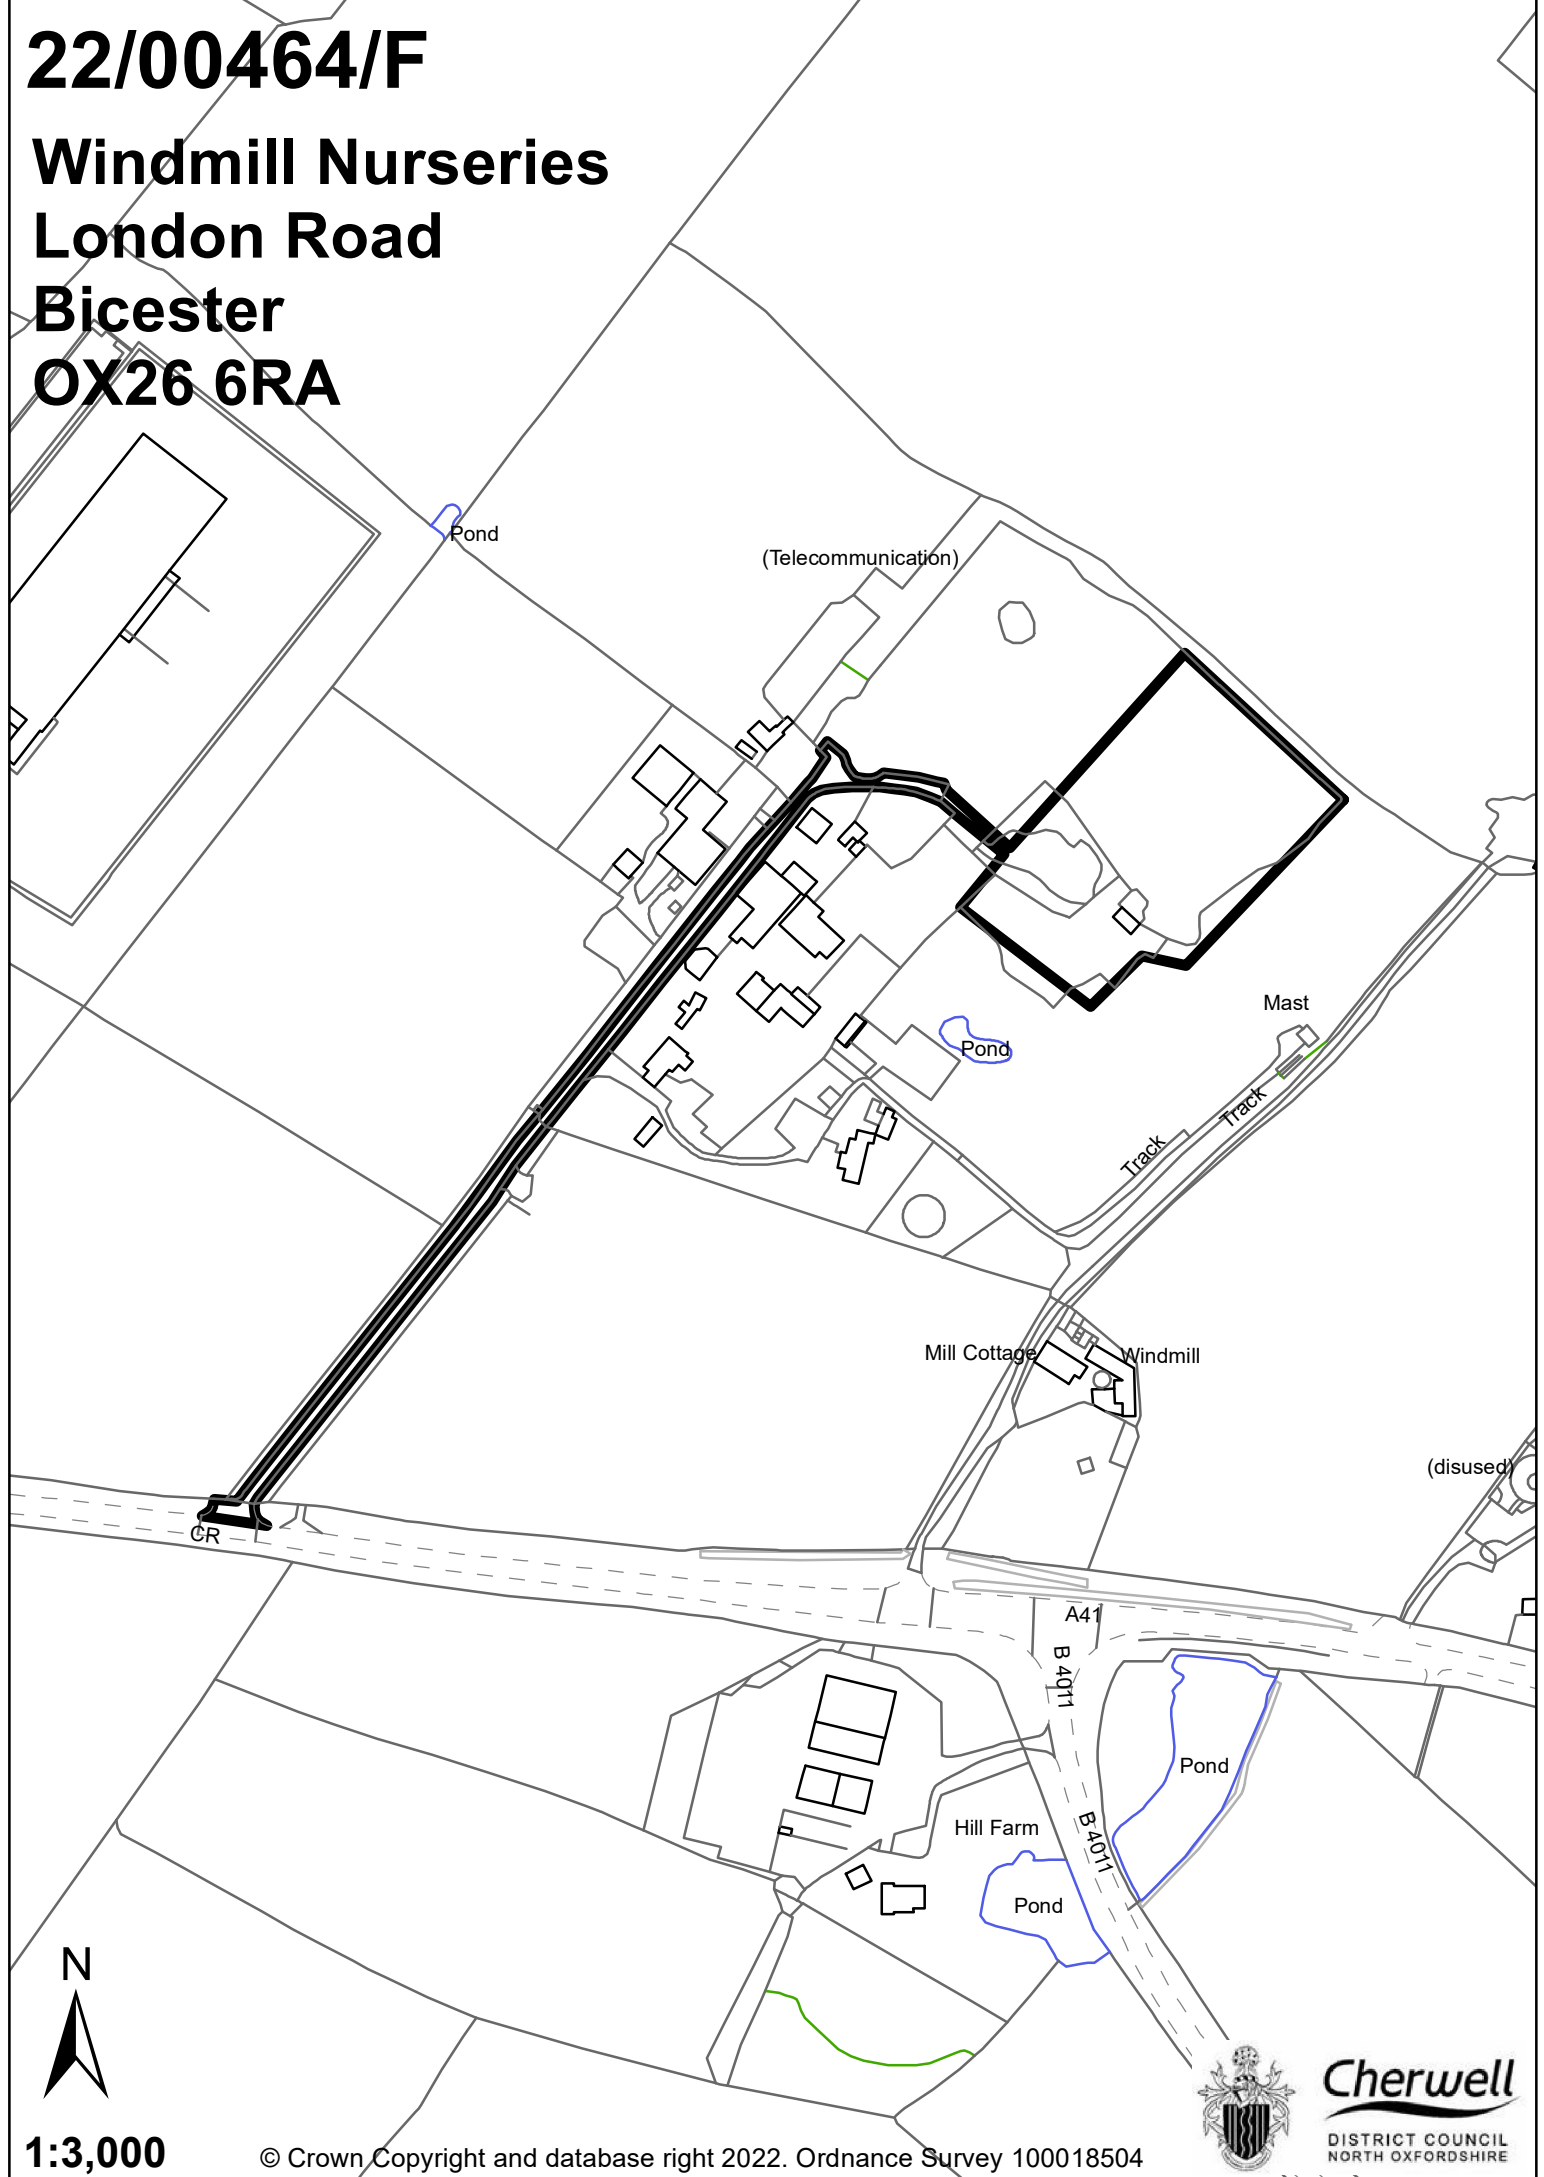 22/00464/F
Windmill Nurseries
London Road
Bicester
OX26 6RA
Pond
(Telecommunication)
Mast
Pond
Track
Track
Mill Cottage
Windmill
(disused)
CR
A41
B 4011
Pond
B 4011
Hill Farm
Pond
N
Cherwell
DISTRICT COUNCIL
NORTH OXFORDSHIRE
1:3,000
© Crown Copyright and database right 2022. Ordnance Survey 100018504